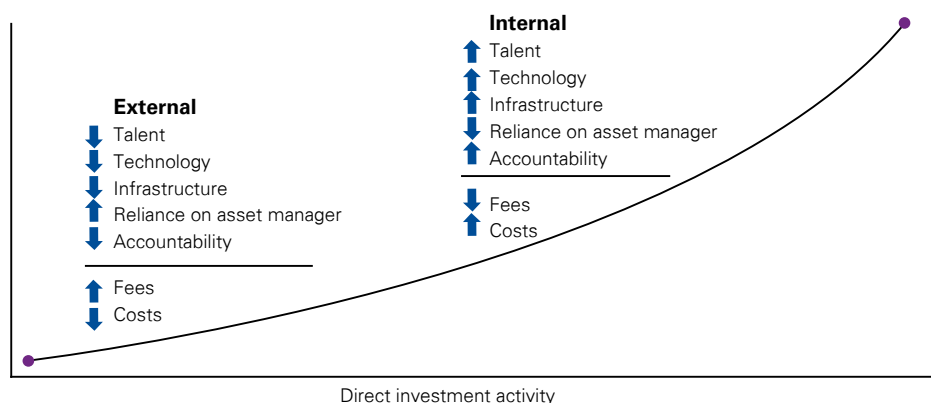 External
Talent
Technology
Infrastructure
Reliance on asset manager
Accountability
Fees
Costs
Internal
Talent
Technology
Infrastructure
Reliance on asset manager
Accountability
Fees
Costs
Direct investment activity